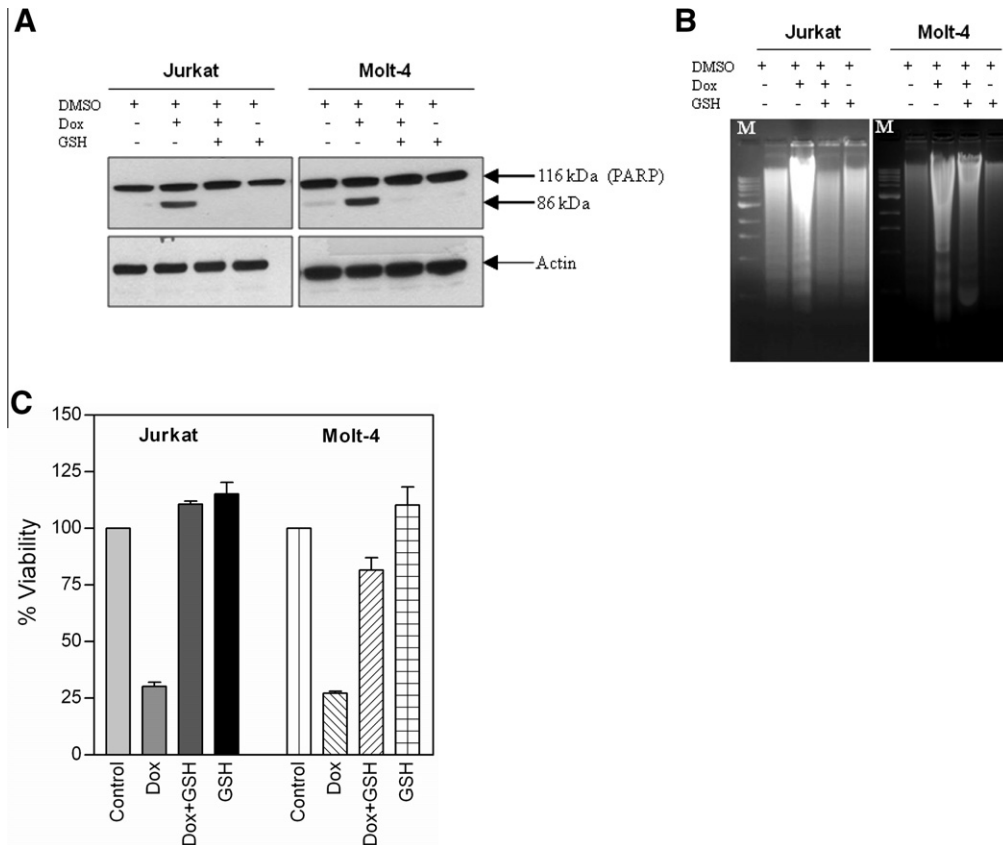 A
Jurkat Molt-4
DMSO + + + + + + + +
Dox - + + - - + + -
GSH - - + + - - + +
116 kDa (PARP)
86 kDa
Actin
B
Jurkat Molt-4
DMSO + + + + + + + +
Dox - + + - - + + -
GSH - - + + - - + +
M M
C
150
125
100
75
50
25
0
% Viability
Jurkat Molt-4
Control Dox Dox+GSH GSH Control Dox Dox+GSH GSH